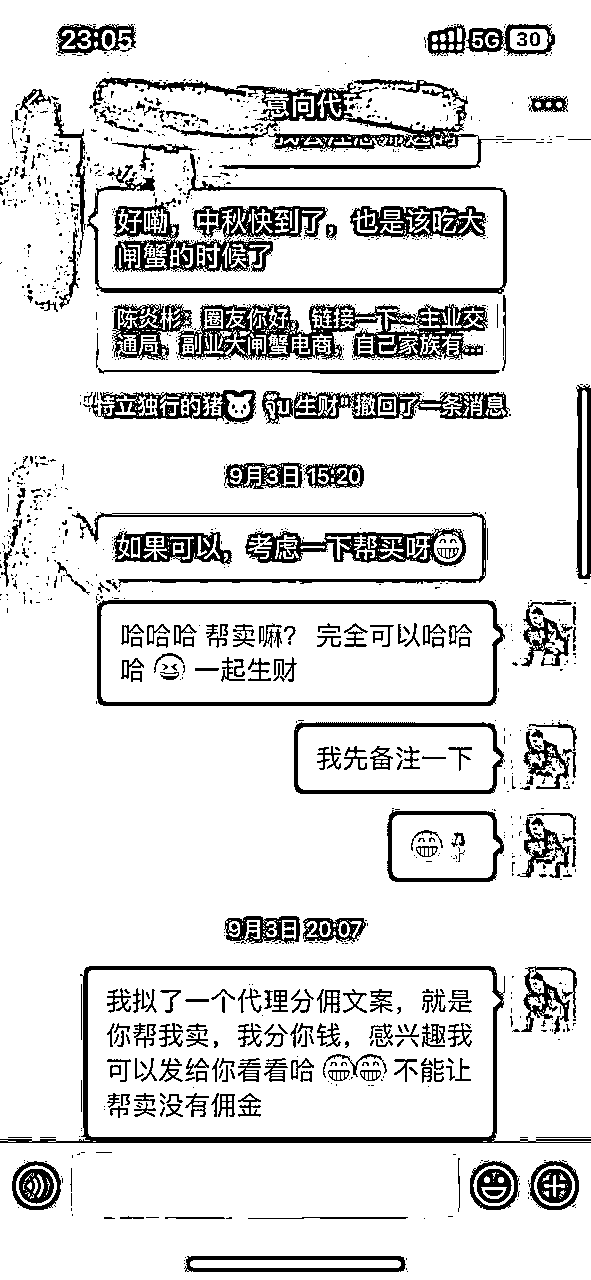 23:05
5G 30
意向代
好嘞，中秋快到了，也是该吃大
闸蟹的时候了
陈炎彬：圈友你好，链接一下~ 主业交
通局，副业大闸蟹电商，自己家族有...
"特立独行的猪🐱 生财"撤回了一条消息
9月3日 15:20
如果可以，考虑一下帮买呀😁
哈哈哈 帮卖嘛？ 完全可以哈哈
哈 😆 一起生财
我先备注一下
😁🌹
9月3日 20:07
我拟了一个代理分佣文案，就是
你帮我卖，我分你钱，感兴趣我
可以发给你看看哈 😁😁 不能让
帮卖没有佣金